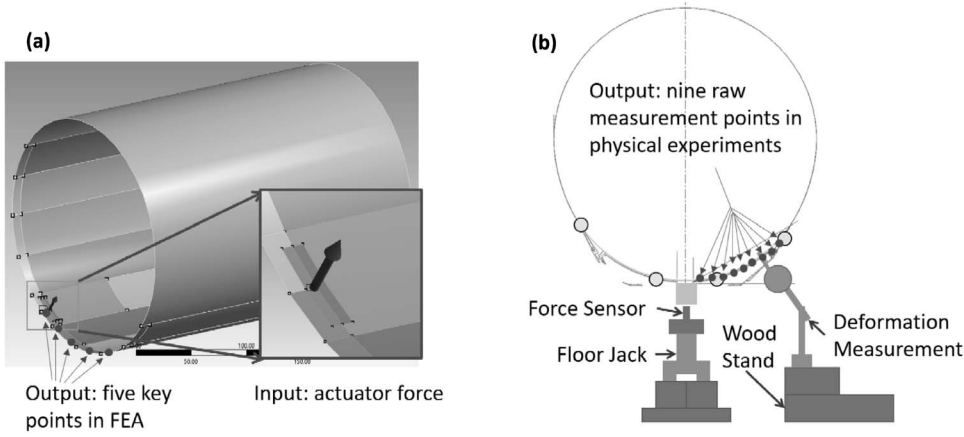 (a)
50.00
100.00
150.00
Output: five key
points in FEA
Input: actuator force
(b)
Output: nine raw
measurement points in
physical experiments
Force Sensor
Floor Jack
Wood
Stand
Deformation
Measurement